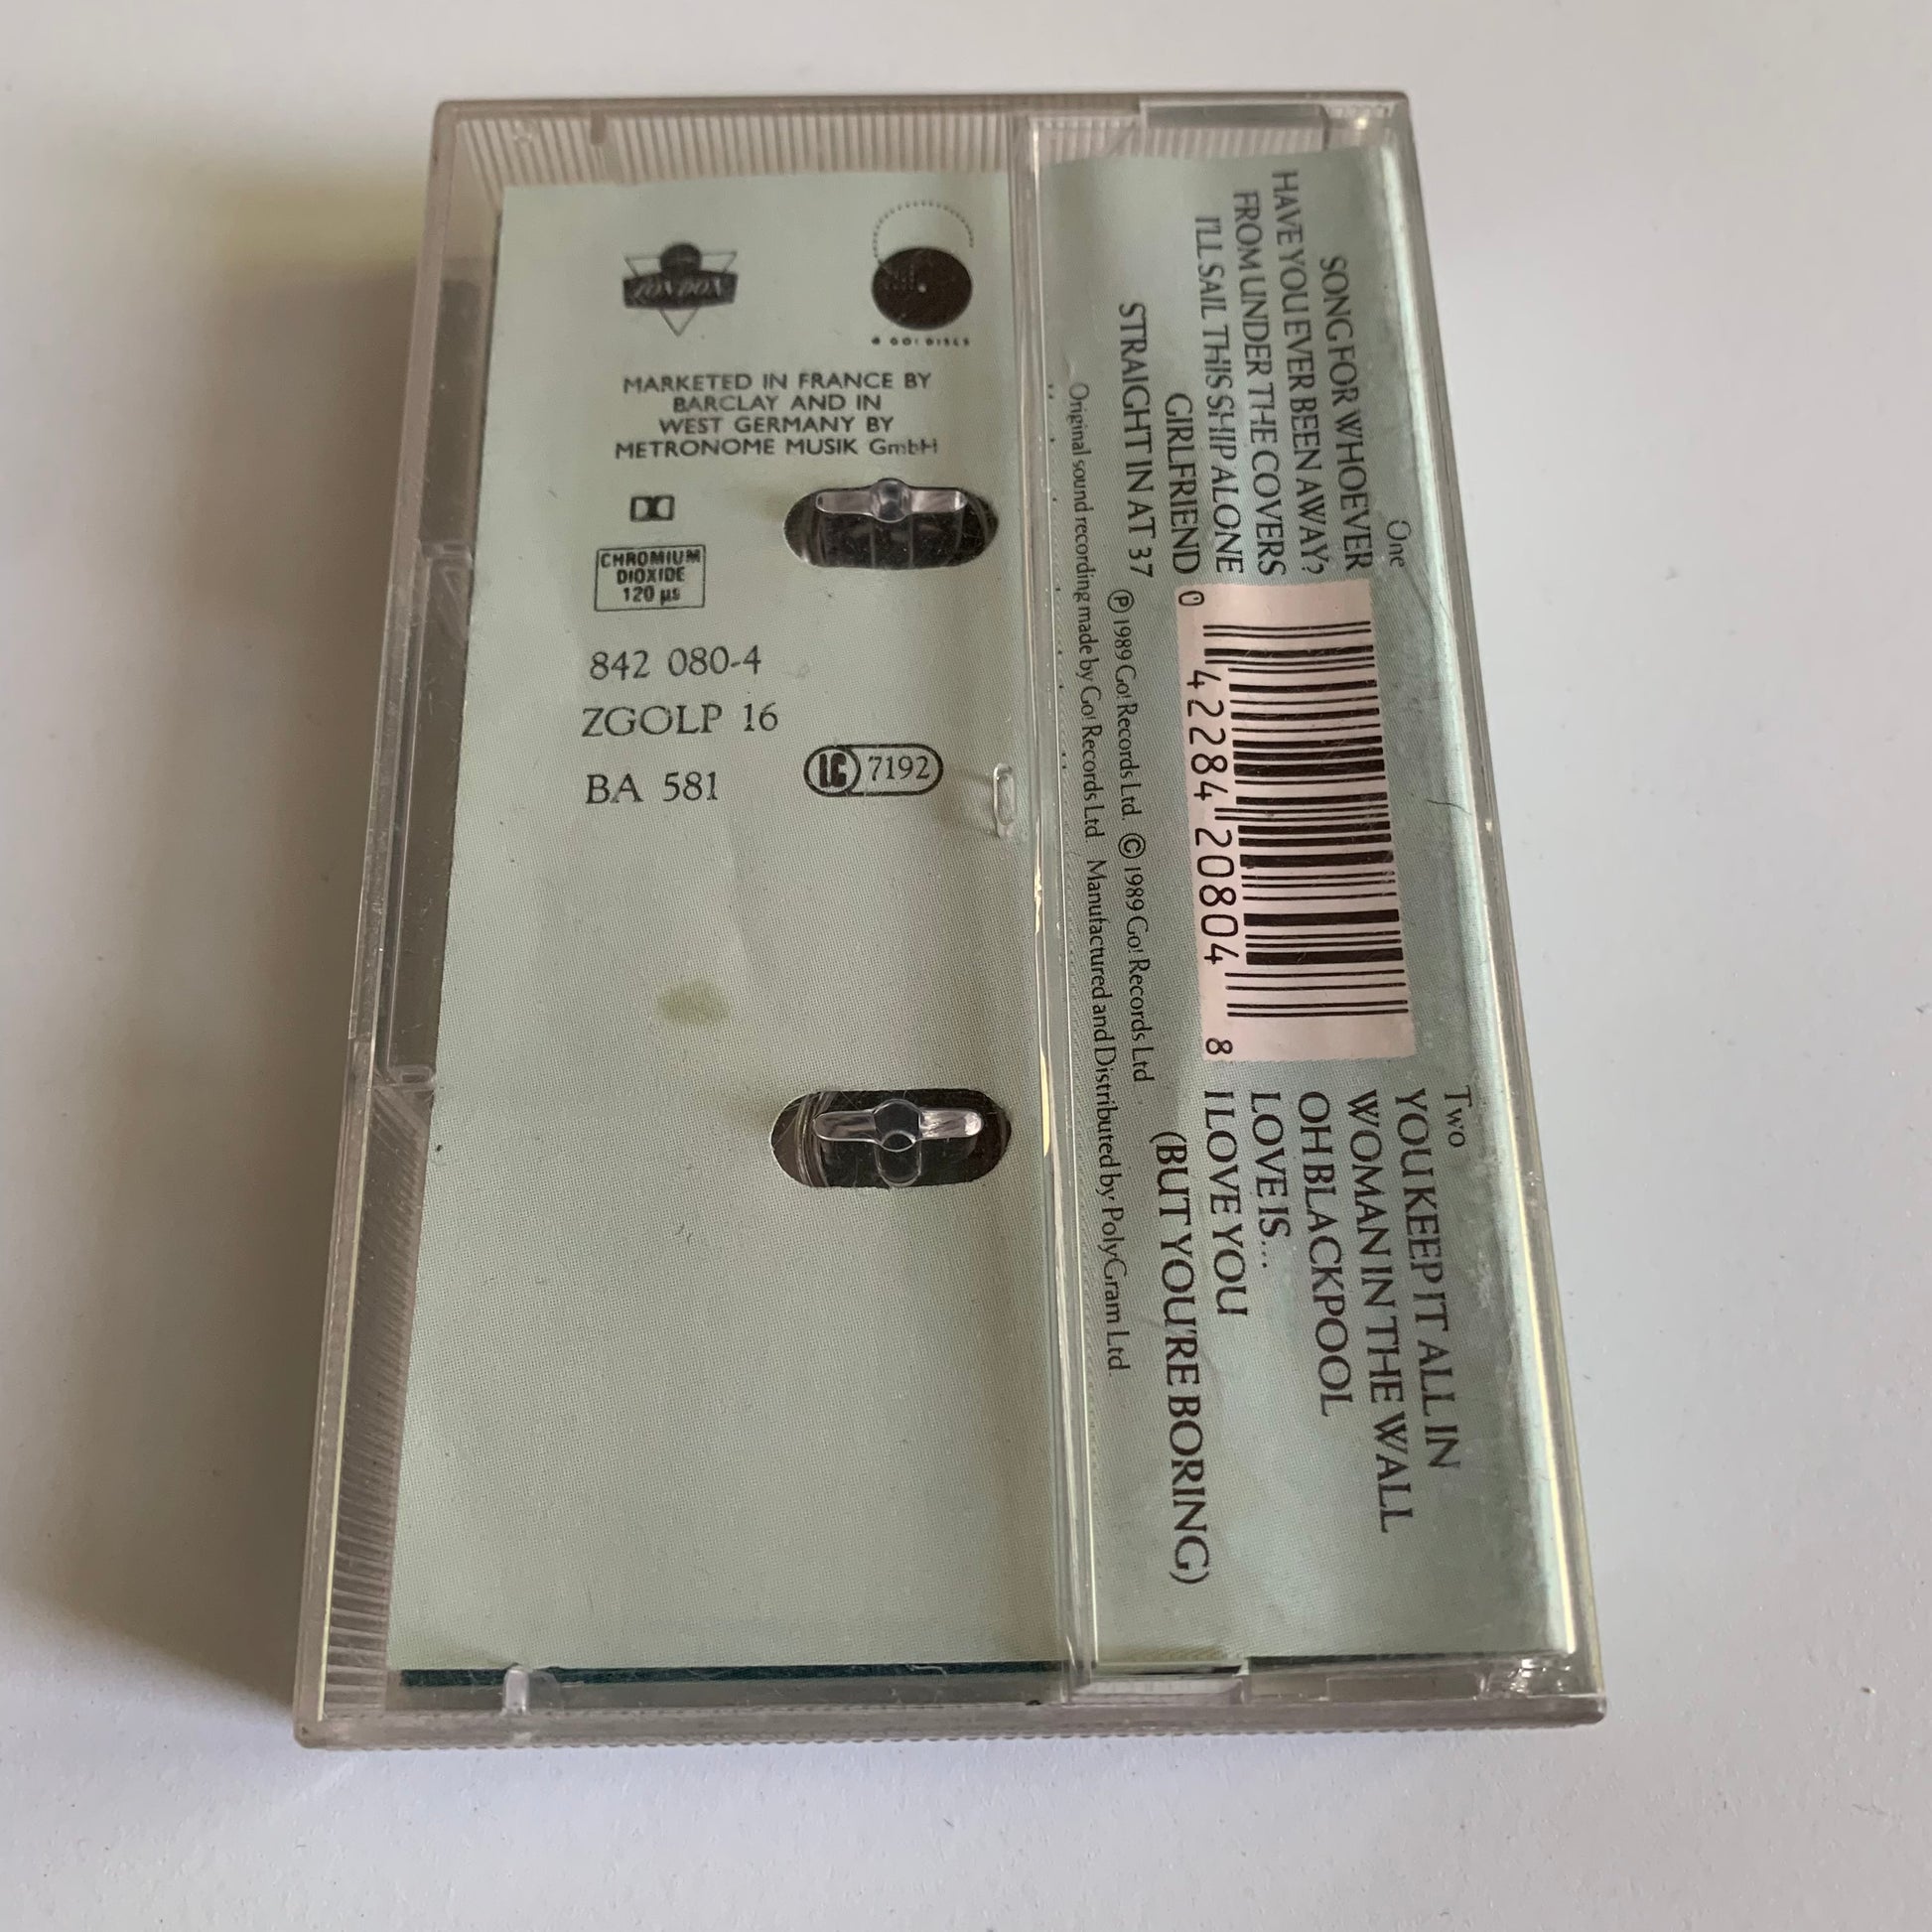 LONDON
GO! DISCS
MARKETED IN FRANCE BY
BARCLAY AND IN
WEST GERMANY BY
METRONOME MUSIK GmbH
CHROMIUM
DIOXIDE
120 µs
842 080-4
ZGOLP 16
BA 581
LC 7192
One
SONG FOR WHOEVER
HAVE YOU EVER BEEN AWAY?
FROM UNDER THE COVERS
I'LL SAIL THIS SHIP ALONE
GIRLFRIEND
STRAIGHT IN AT 37
0 42284 20804 8
Two
YOU KEEP IT ALL IN
WOMAN IN THE WALL
OH BLACKPOOL
LOVE IS...
I LOVE YOU
(BUT YOU'RE BORING)
℗ 1989 Go! Records Ltd. © 1989 Go! Records Ltd
Original sound recording made by Go! Records Ltd. Manufactured and Distributed by PolyGram Ltd.